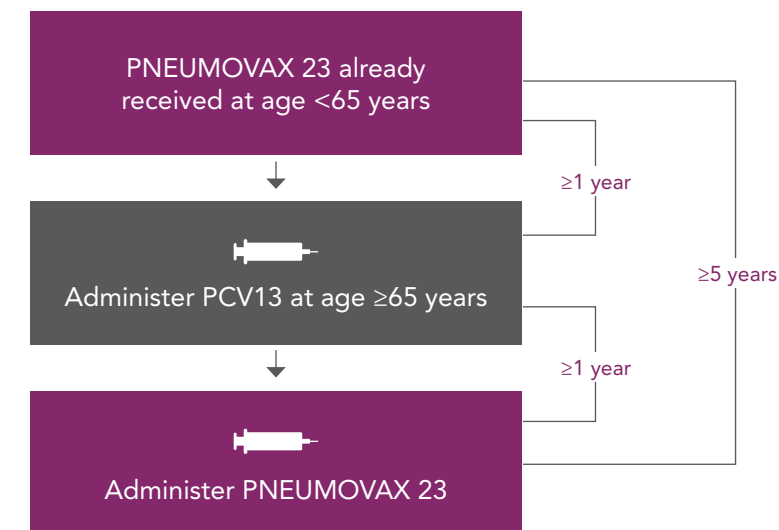 PNEUMOVAX 23 already
received at age <65 years
≥1 year
≥5 years
Administer PCV13 at age ≥65 years
≥1 year
Administer PNEUMOVAX 23